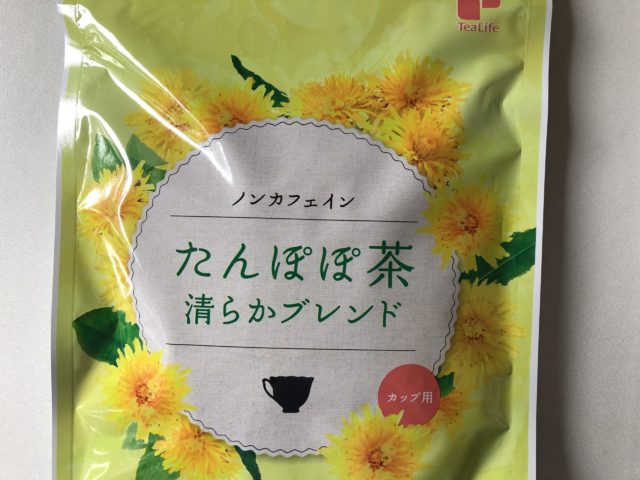 TeaLife
ノンカフェイン
たんぽぽ茶
清らかブレンド
カップ用